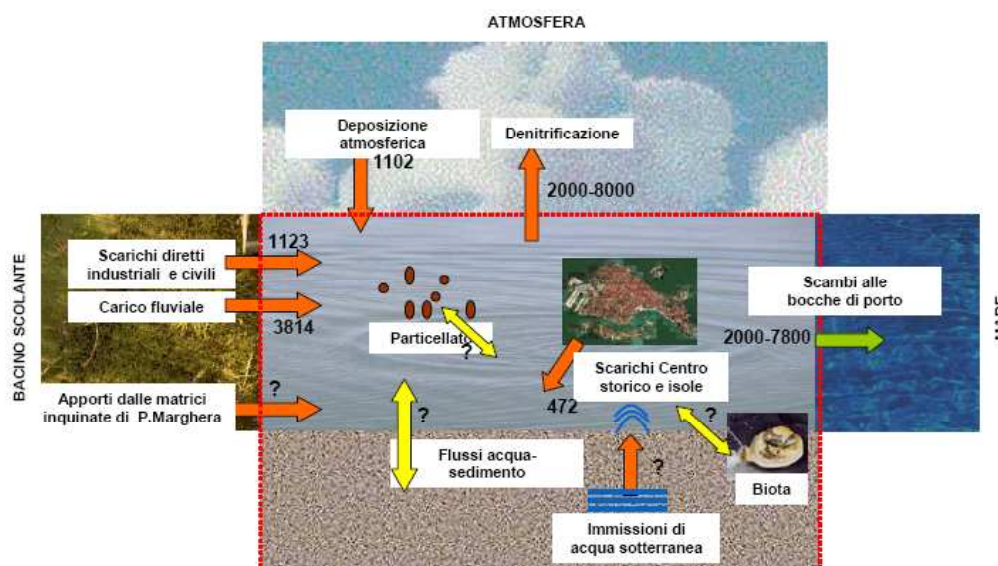 ATMOSFERA
Deposizione
atmosferica
1102
Denitrificazione
2000-8000
BACINO SCOLANTE
Scarichi diretti
industriali e civili
1123
Carico fluviale
3814
Apporti dalle matrici
inquinate di P.Marghera
?
Particellato
?
Scambi alle
bocche di porto
2000-7800
MARE
Scarichi Centro
storico e isole
472
?
Flussi acqua-
sedimento
?
?
Biota
Immissioni di
acqua sotterranea